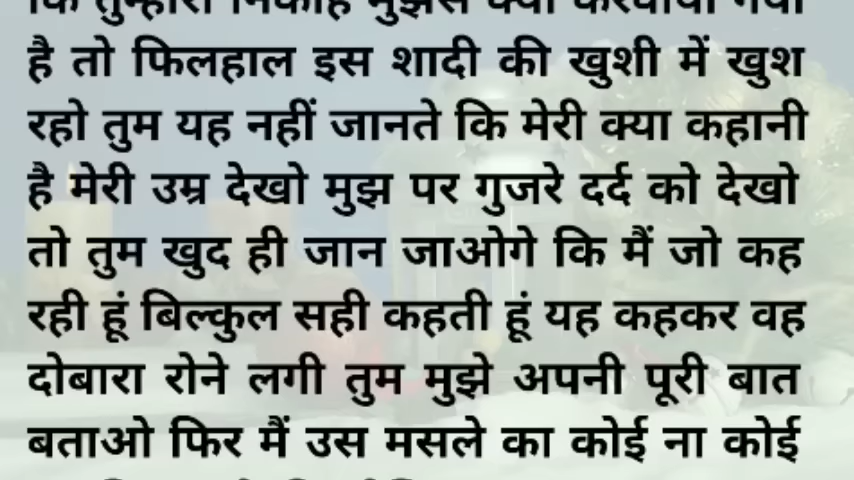 कि तुम्हारा निकाह मुझसे क्यों करवाया गया
है तो फिलहाल इस शादी की खुशी में खुश
रहो तुम यह नहीं जानते कि मेरी क्या कहानी
है मेरी उम्र देखो मुझ पर गुजरे दर्द को देखो
तो तुम खुद ही जान जाओगे कि मैं जो कह
रही हूं बिल्कुल सही कहती हूं यह कहकर वह
दोबारा रोने लगी तुम मुझे अपनी पूरी बात
बताओ फिर मैं उस मसले का कोई ना कोई